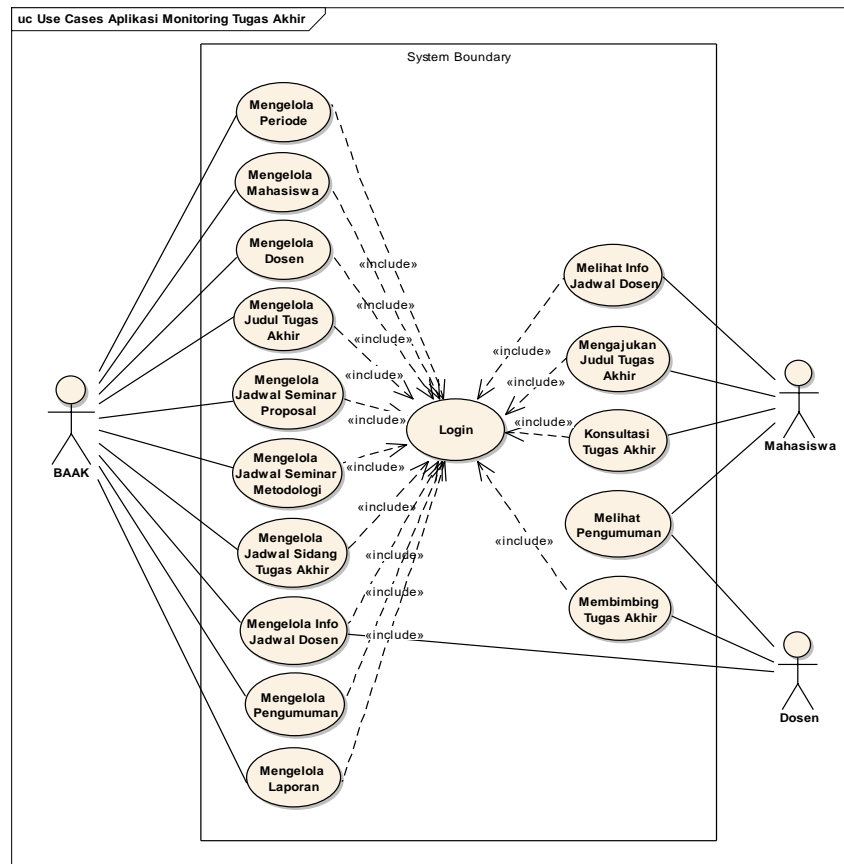 uc Use Cases Aplikasi Monitoring Tugas Akhir
System Boundary
Mengelola
Periode
Mengelola
Mahasiswa
Mengelola
Dosen
Mengelola
Judul Tugas
Akhir
Mengelola
Jadwal Seminar
Proposal
Mengelola
Jadwal Seminar
Metodologi
Mengelola
Jadwal Sidang
Tugas Akhir
Mengelola Info
Jadwal Dosen
Mengelola
Pengumuman
Mengelola
Laporan
BAAK
«include»
«include»
«include»
«include»
«include»
«include»
«include»
«include»
«include»
«include»
Login
«include»
«include»
«include»
«include»
Melihat Info
Jadwal Dosen
Mengajukan
Judul Tugas
Akhir
Konsultasi
Tugas Akhir
Melihat
Pengumuman
Membimbing
Tugas Akhir
Mahasiswa
Dosen